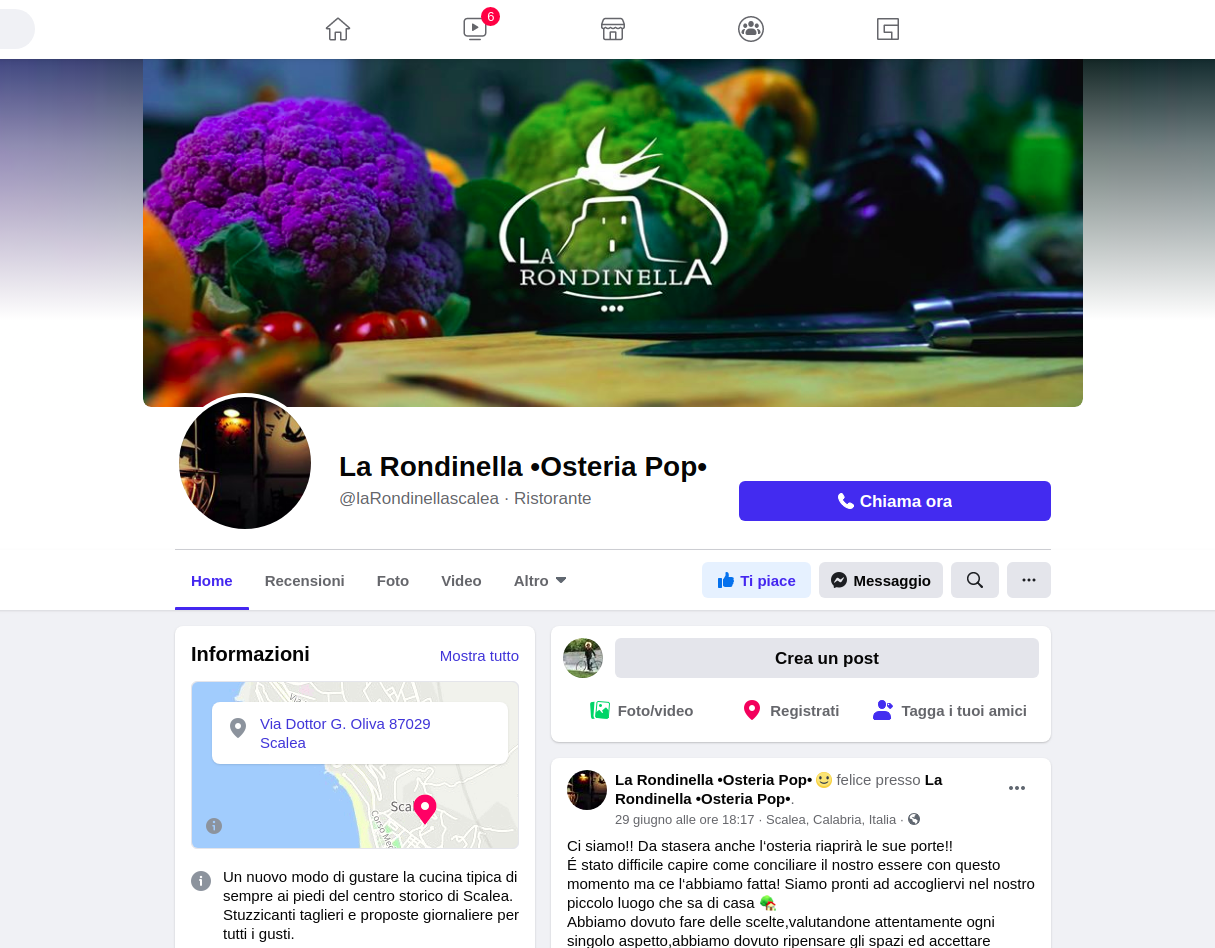 6
LA
RONDINELLA
La Rondinella •Osteria Pop•
@laRondinellascalea · Ristorante
Chiama ora
Home
Recensioni
Foto
Video
Altro
Ti piace
Messaggio
Informazioni
Mostra tutto
Via Dottor G. Oliva 87029
Scalea
Un nuovo modo di gustare la cucina tipica di
sempre ai piedi del centro storico di Scalea.
Stuzzicanti taglieri e proposte giornaliere per
tutti i gusti.
Crea un post
Foto/video
Registrati
Tagga i tuoi amici
La Rondinella •Osteria Pop• 🙂 felice presso La
Rondinella •Osteria Pop•.
29 giugno alle ore 18:17 · Scalea, Calabria, Italia ·
Ci siamo!! Da stasera anche l‘osteria riaprirà le sue porte!!
É stato difficile capire come conciliare il nostro essere con questo
momento ma ce l‘abbiamo fatta! Siamo pronti ad accogliervi nel nostro
piccolo luogo che sa di casa 🏡
Abbiamo dovuto fare delle scelte,valutandone attentamente ogni
singolo aspetto,abbiamo dovuto ripensare gli spazi ed accettare